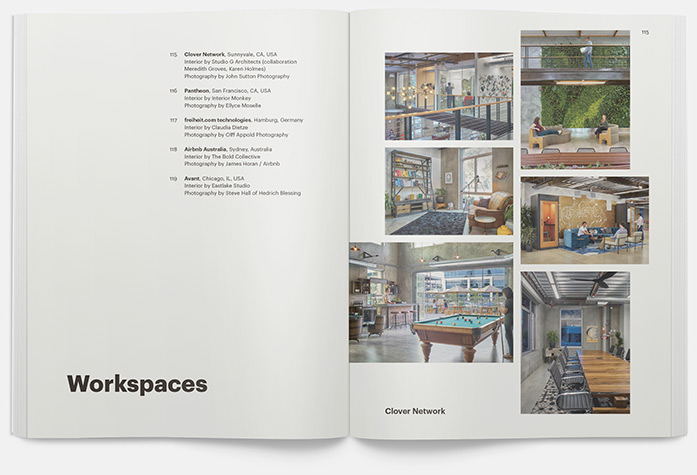 115 Clover Network, Sunnyvale, CA, USA
Interior by Studio G Architects (collaboration
Meredith Groves, Karen Holmes)
Photography by John Sutton Photography
116 Pantheon, San Francisco, CA, USA
Interior by Interior Monkey
Photography by Ellyce Moselle
117 freiheit.com technologies, Hamburg, Germany
Interior by Claudia Dietze
Photography by Oiff Appold Photography
118 Airbnb Australia, Sydney, Australia
Interior by The Bold Collective
Photography by James Horan / Airbnb
119 Avant, Chicago, IL, USA
Interior by Eastlake Studio
Photography by Steve Hall of Hedrich Blessing
Workspaces
115
Clover Network